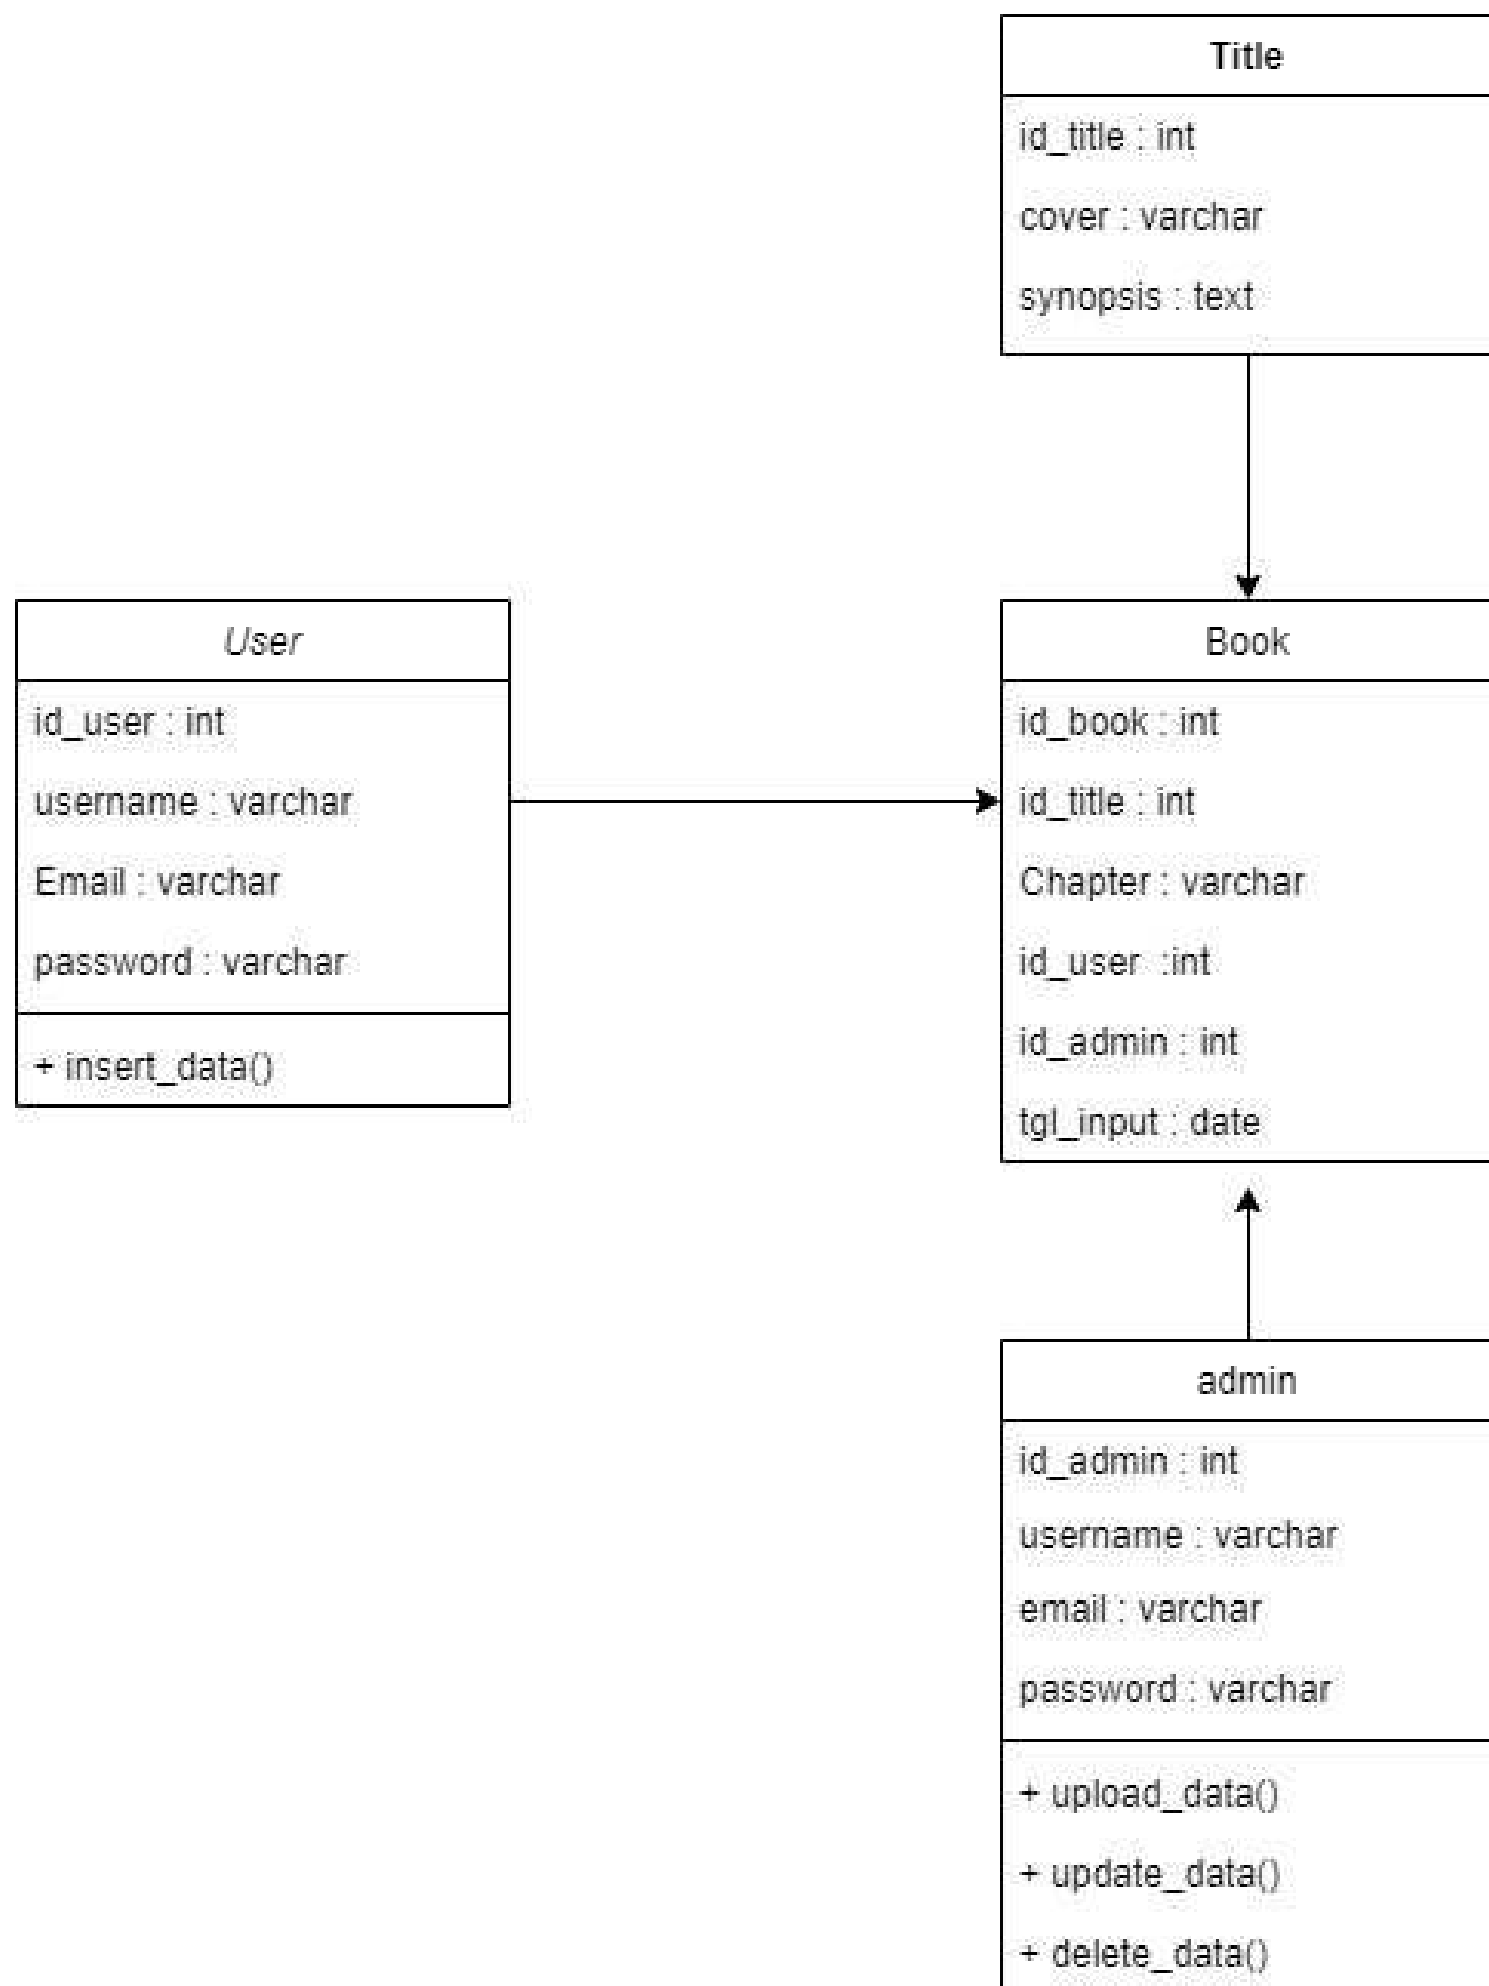 Title
id_title : int
cover : varchar
synopsis : text
User
id_user : int
username : varchar
Email : varchar
password : varchar
+ insert_data()
Book
id_book : int
id_title : int
Chapter : varchar
id_user  :int
id_admin : int
tgl_input : date
admin
id_admin : int
username : varchar
email : varchar
password : varchar
+ upload_data()
+ update_data()
+ delete_data()